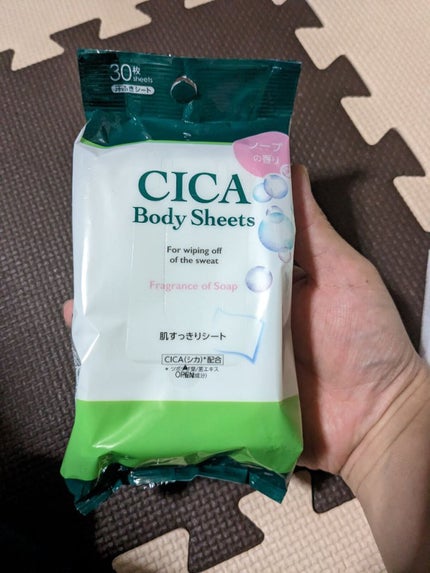 30枚
sheets
汗ふきシート
ソープ
の香り
CICA
Body Sheets
For wiping off
of the sweat
Fragrance of Soap
肌すっきりシート
CICA(シカ)*配合
OPEN